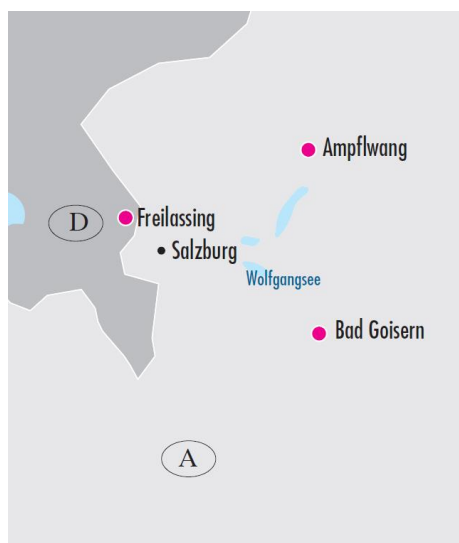 Ampflwang
D
Freilassing
Salzburg
Wolfgangsee
Bad Goisern
A